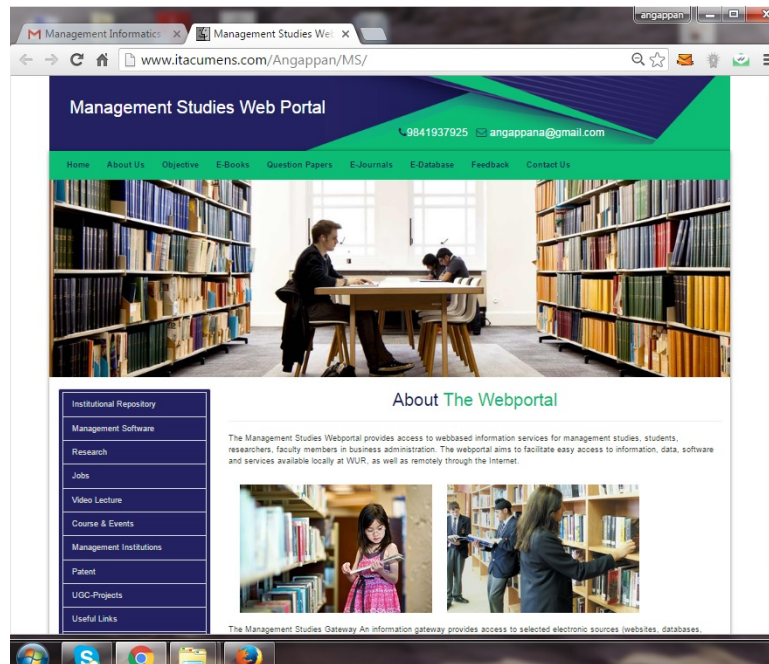 angappan
Management Informatics
Management Studies Wel
www.itacumens.com/Angappan/MS/
Management Studies Web Portal
9841937925 angappana@gmail.com
Home About Us Objective E-Books Question Papers E-Journals E-Database Feedback Contact Us
Institutional Repository
Management Software
Research
Jobs
Video Lecture
Course & Events
Management Institutions
Patent
UGC-Projects
Useful Links
About The Webportal
The Management Studies Webportal provides access to webbased information services for management studies, students,
researchers, faculty members in business administration. The webportal aims to facilitate easy access to information, data, software
and services available locally at WUR, as well as remotely through the Internet.
The Management Studies Gateway An information gateway provides access to selected electronic sources (websites, databases,